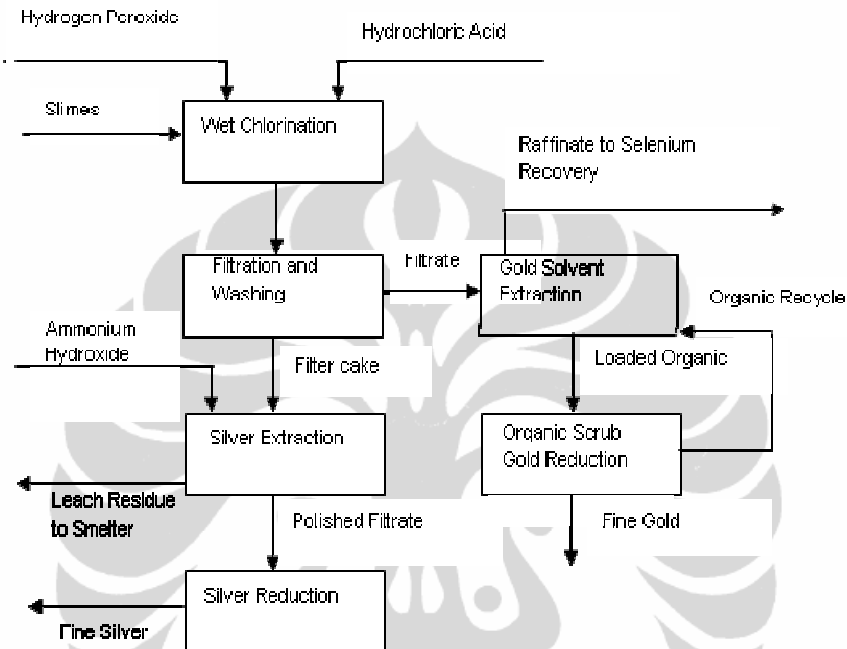 Hydrogen Peroxide
Hydrochloric Acid
Slimes
Wet Chlorination
Raffinate to Selenium
Recovery
Filtration and
Washing
Filtrate
Gold Solvent
Extraction
Organic Recycle
Ammonium
Hydroxide
Filter cake
Loaded Organic
Silver Extraction
Organic Scrub
Gold Reduction
Leach Residue
to Smelter
Polished Filtrate
Fine Gold
Silver Reduction
Fine Silver